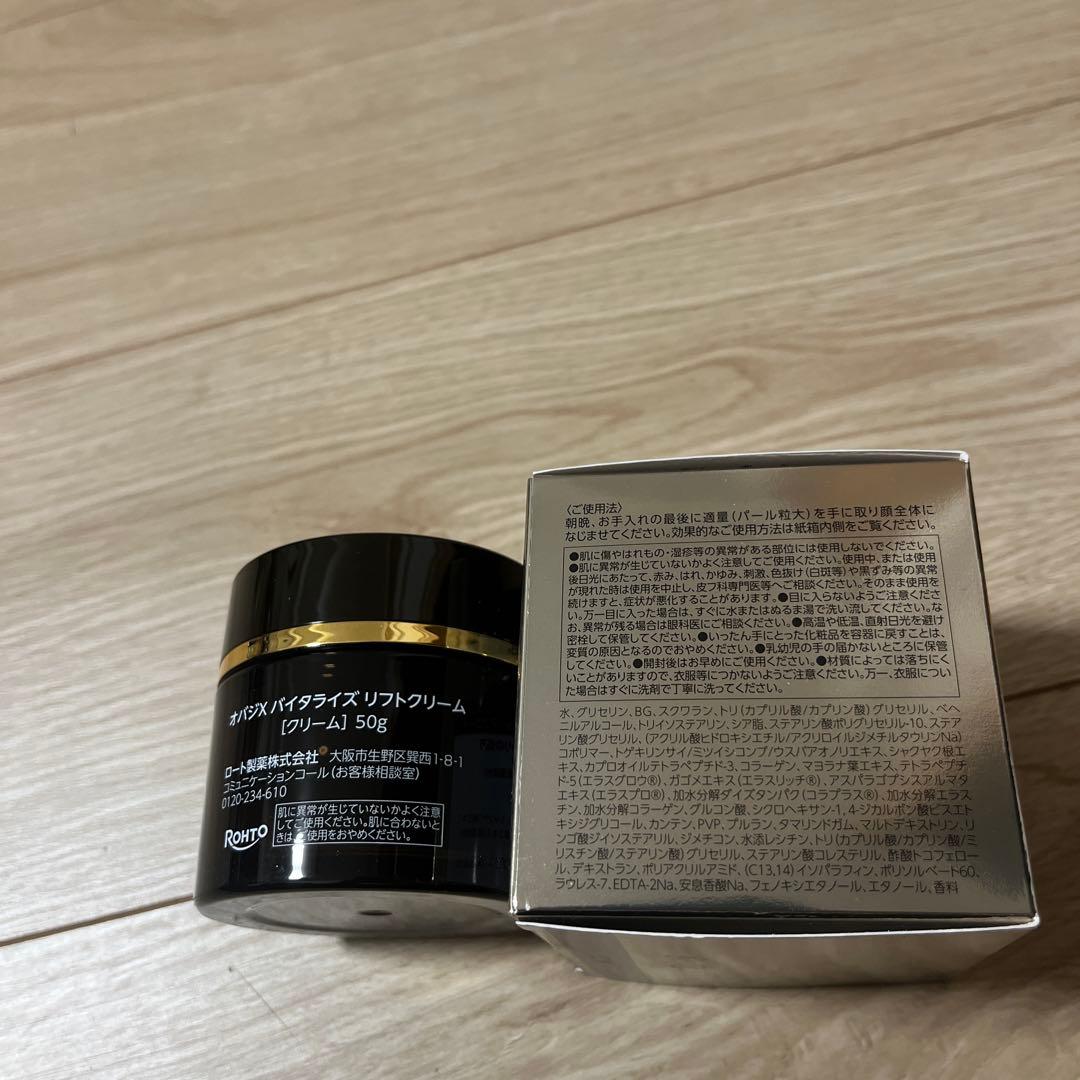 オバジX バイタライズ リフトクリーム
[クリーム] 50g
ロート製薬株式会社 大阪市生野区巽西1-8-1
コミュニケーションコール(お客様相談室)
0120-234-610
肌に異常が生じていないかよく注意
してご使用ください。肌に合わないと
きは、ご使用をおやめください。
ROHTO
〈ご使用法〉
朝晩、お手入れの最後に適量(パール粒大)を手に取り顔全体に
なじませてください。効果的なご使用方法は紙箱内側をご覧ください。
●肌に傷やはれもの・湿疹等の異常がある部位には使用しないでください。
●肌に異常が生じていないかよく注意してご使用ください。使用中、または使用
後日光にあたって、赤み、はれ、かゆみ、刺激、色抜け(白斑等)や黒ずみ等の異常
が現れた時は使用を中止し、皮フ科専門医等へご相談ください。そのまま使用を
続けますと、症状が悪化することがあります。●目に入らないようご注意くださ
い。万一目に入った場合は、すぐに水またはぬるま湯で洗い流してください。な
お、異常が残る場合は眼科医にご相談ください。●高温や低温、直射日光を避け
密栓して保管してください。●いったん手にとった化粧品を容器に戻すことは、
変質の原因となるのでおやめください。●乳幼児の手の届かないところに保管
してください。●開封後はお早めにご使用ください。●材質によっては落ちにく
いことがありますので、衣服等につかないようご注意ください。万一、衣服につい
た場合はすぐに洗剤で丁寧に洗ってください。
水、グリセリン、BG、スクワラン、トリ(カプリル酸/カプリン酸)グリセリル、ベヘ
ニルアルコール、トリイソステアリン、シア脂、ステアリン酸ポリグリセリル-10、ステア
リン酸グリセリル、(アクリル酸ヒドロキシエチル/アクリロイルジメチルタウリンNa)
コポリマー、トゲキリンサイ/ミツイシコンブ/ウスバアオノリエキス、シャクヤク根エ
キス、カプロオイルテトラペプチド-3、コラーゲン、マヨラナ葉エキス、テトラペプチ
ド-5(エラスグロウ®)、ガゴメエキス(エラスリッチ®)、アスパラゴプシスアルマタ
エキス(エラスプロ®)、加水分解ダイズタンパク(コラプラス®)、加水分解エラス
チン、加水分解コラーゲン、グルコン酸、シクロヘキサン-1,4-ジカルボン酸ビスエト
キシジグリコール、カンテン、PVP、プルラン、タマリンドガム、マルトデキストリン、リ
ンゴ酸ジイソステアリル、ジメチコン、水添レシチン、トリ(カプリル酸/カプリン酸/ミ
リスチン酸/ステアリン酸)グリセリル、ステアリン酸コレステリル、酢酸トコフェロー
ル、デキストラン、ポリアクリルアミド、(C13,14)イソパラフィン、ポリソルベート60、
ラウレス-7、EDTA-2Na、安息香酸Na、フェノキシエタノール、エタノール、香料